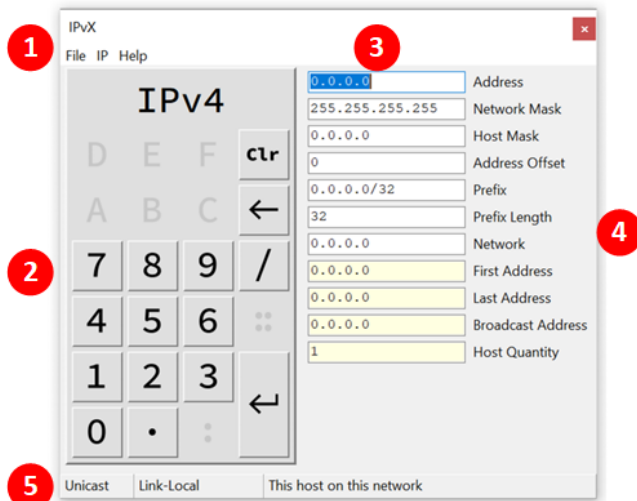 IPvX
×
1
3
File IP Help
IPv4
D E F Clr
A B C ←
7 8 9 /
4 5 6 ::
1 2 3 ↵
0 . :
0.0.0.0 Address
255.255.255.255 Network Mask
0.0.0.0 Host Mask
0 Address Offset
0.0.0.0/32 Prefix
32 Prefix Length
0.0.0.0 Network
0.0.0.0 First Address
0.0.0.0 Last Address
0.0.0.0 Broadcast Address
1 Host Quantity
2
4
5
Unicast Link-Local This host on this network